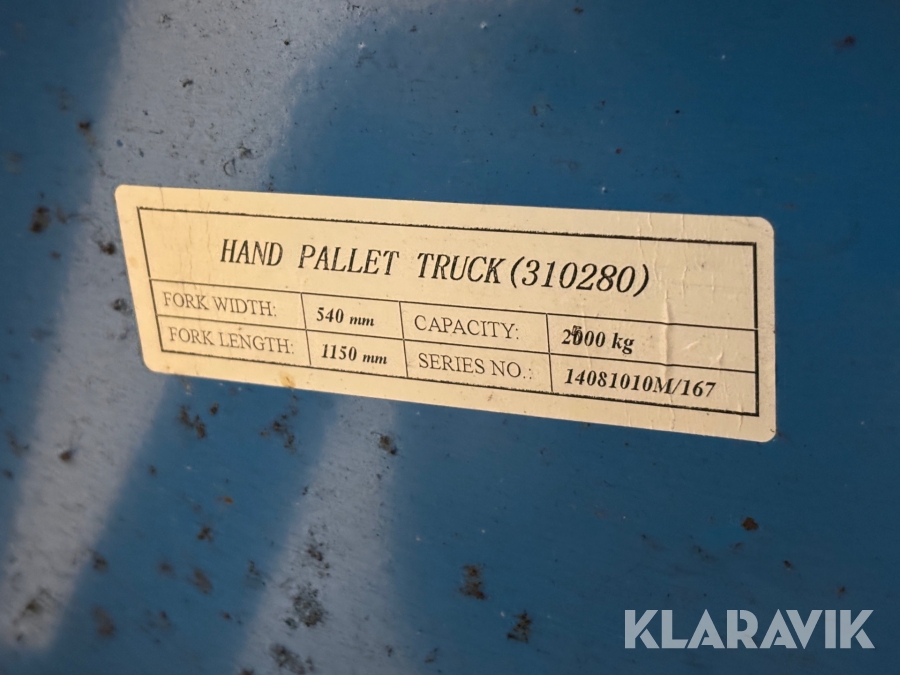 HAND PALLET TRUCK(310280)
FORK WIDTH: 540 mm CAPACITY: kg
FORK LENGTH: 1150 mm SERIES NO.: 14081010M/167
KLARAVIK